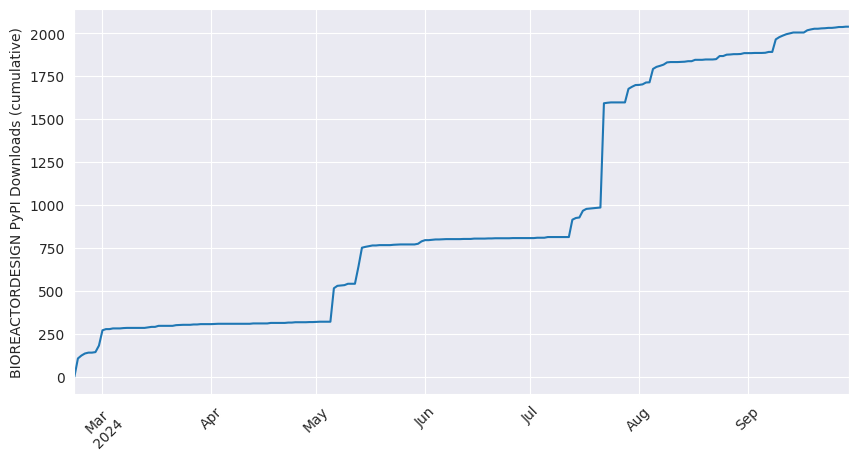 BIOREACTORDESIGN PyPI Downloads (cumulative)
2000
1750
1500
1250
1000
750
500
250
0
Mar
2024
Apr
May
Jun
Jul
Aug
Sep